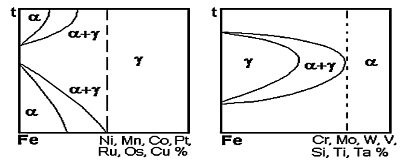 t
α
α+γ
α+γ
γ
α
Fe
Ni, Mn, Co, Pt,
Ru, Os, Cu %
t
γ
α+γ
α
Fe
Cr, Mo, W, V,
Si, Ti, Ta %